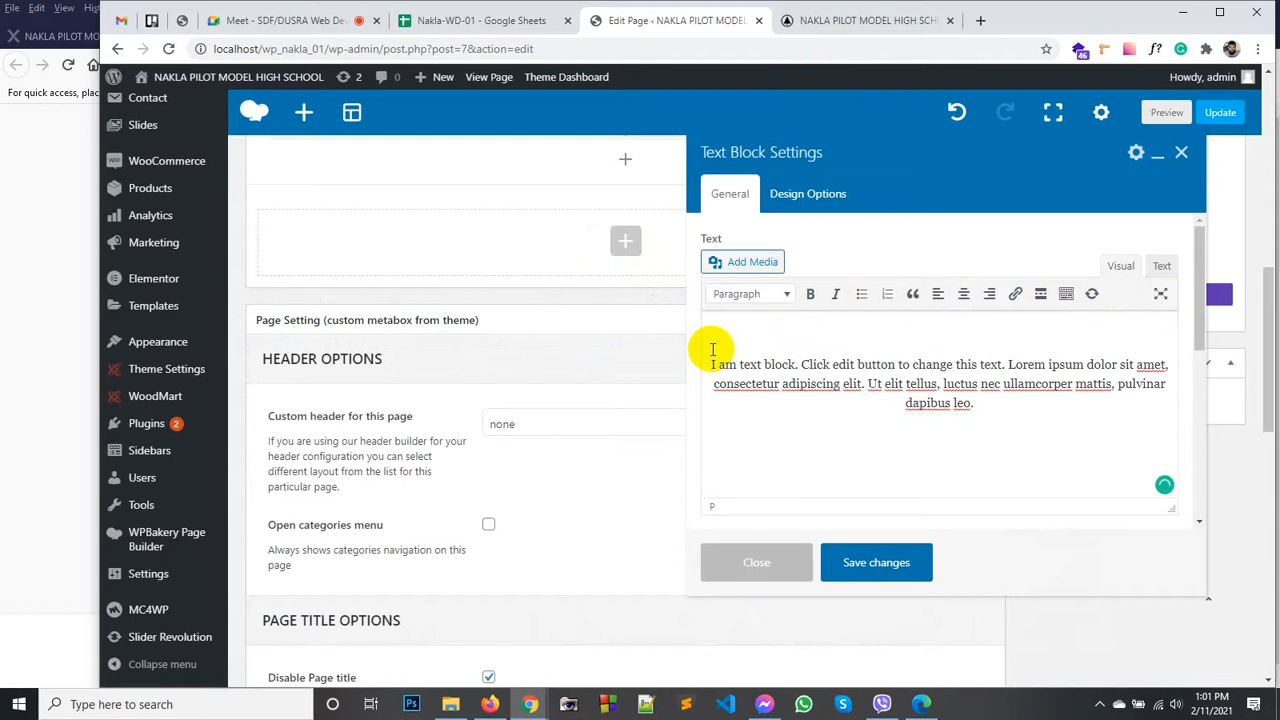 File Edit View
Meet - SDF/DUSRA Web De
Nakla-WD-01 - Google Sheets
Edit Page ‹ NAKLA PILOT MODEL
NAKLA PILOT MODEL HIGH SCH
NAKLA PILOT M
localhost/wp_nakla_01/wp-admin/post.php?post=7&action=edit
46
f?
For quick access, plac
NAKLA PILOT MODEL HIGH SCHOOL
2
0
New
View Page
Theme Dashboard
Howdy, admin
Contact
Slides
WooCommerce
Products
Analytics
Marketing
Elementor
Templates
Appearance
Theme Settings
WoodMart
Plugins 2
Sidebars
Users
Tools
WPBakery Page
Builder
Settings
MC4WP
Slider Revolution
Collapse menu
Preview
Update
Text Block Settings
General
Design Options
Text
Add Media
Visual
Text
Paragraph
B
I
I am text block. Click edit button to change this text. Lorem ipsum dolor sit amet,
consectetur adipiscing elit. Ut elit tellus, luctus nec ullamcorper mattis, pulvinar
dapibus leo.
P
Close
Save changes
Page Setting (custom metabox from theme)
HEADER OPTIONS
Custom header for this page
none
If you are using our header builder for your
header configuration you can select
different layout from the list for this
particular page.
Open categories menu
Always shows categories navigation on this
page
PAGE TITLE OPTIONS
Disable Page title
Type here to search
Ps
1:01 PM
2/11/2021